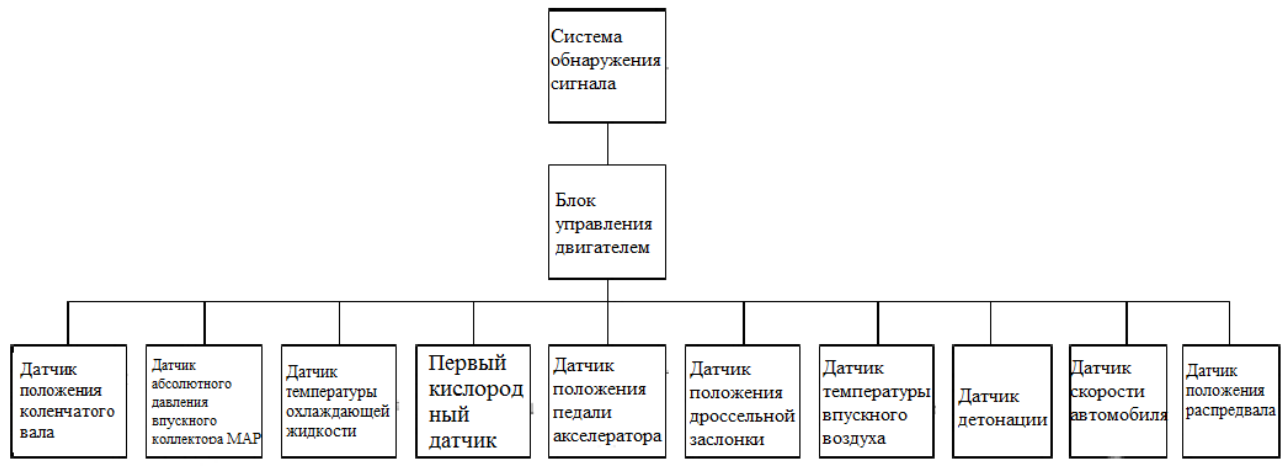 Система
обнаружения
сигнала
Блок
управления
двигателем
Датчик
положения
коленчатого
вала
Датчик
абсолютного
давления
впускного
коллектора МАР
Датчик
температуры
охлаждающей
жидкости
Первый
кислород
ный
датчик
Датчик
положения
педали
акселератора
Датчик
положения
дроссельной
заслонки
Датчик
температуры
впускного
воздуха
Датчик
детонации
Датчик
скорости
автомобиля
Датчик
положения
распредвала